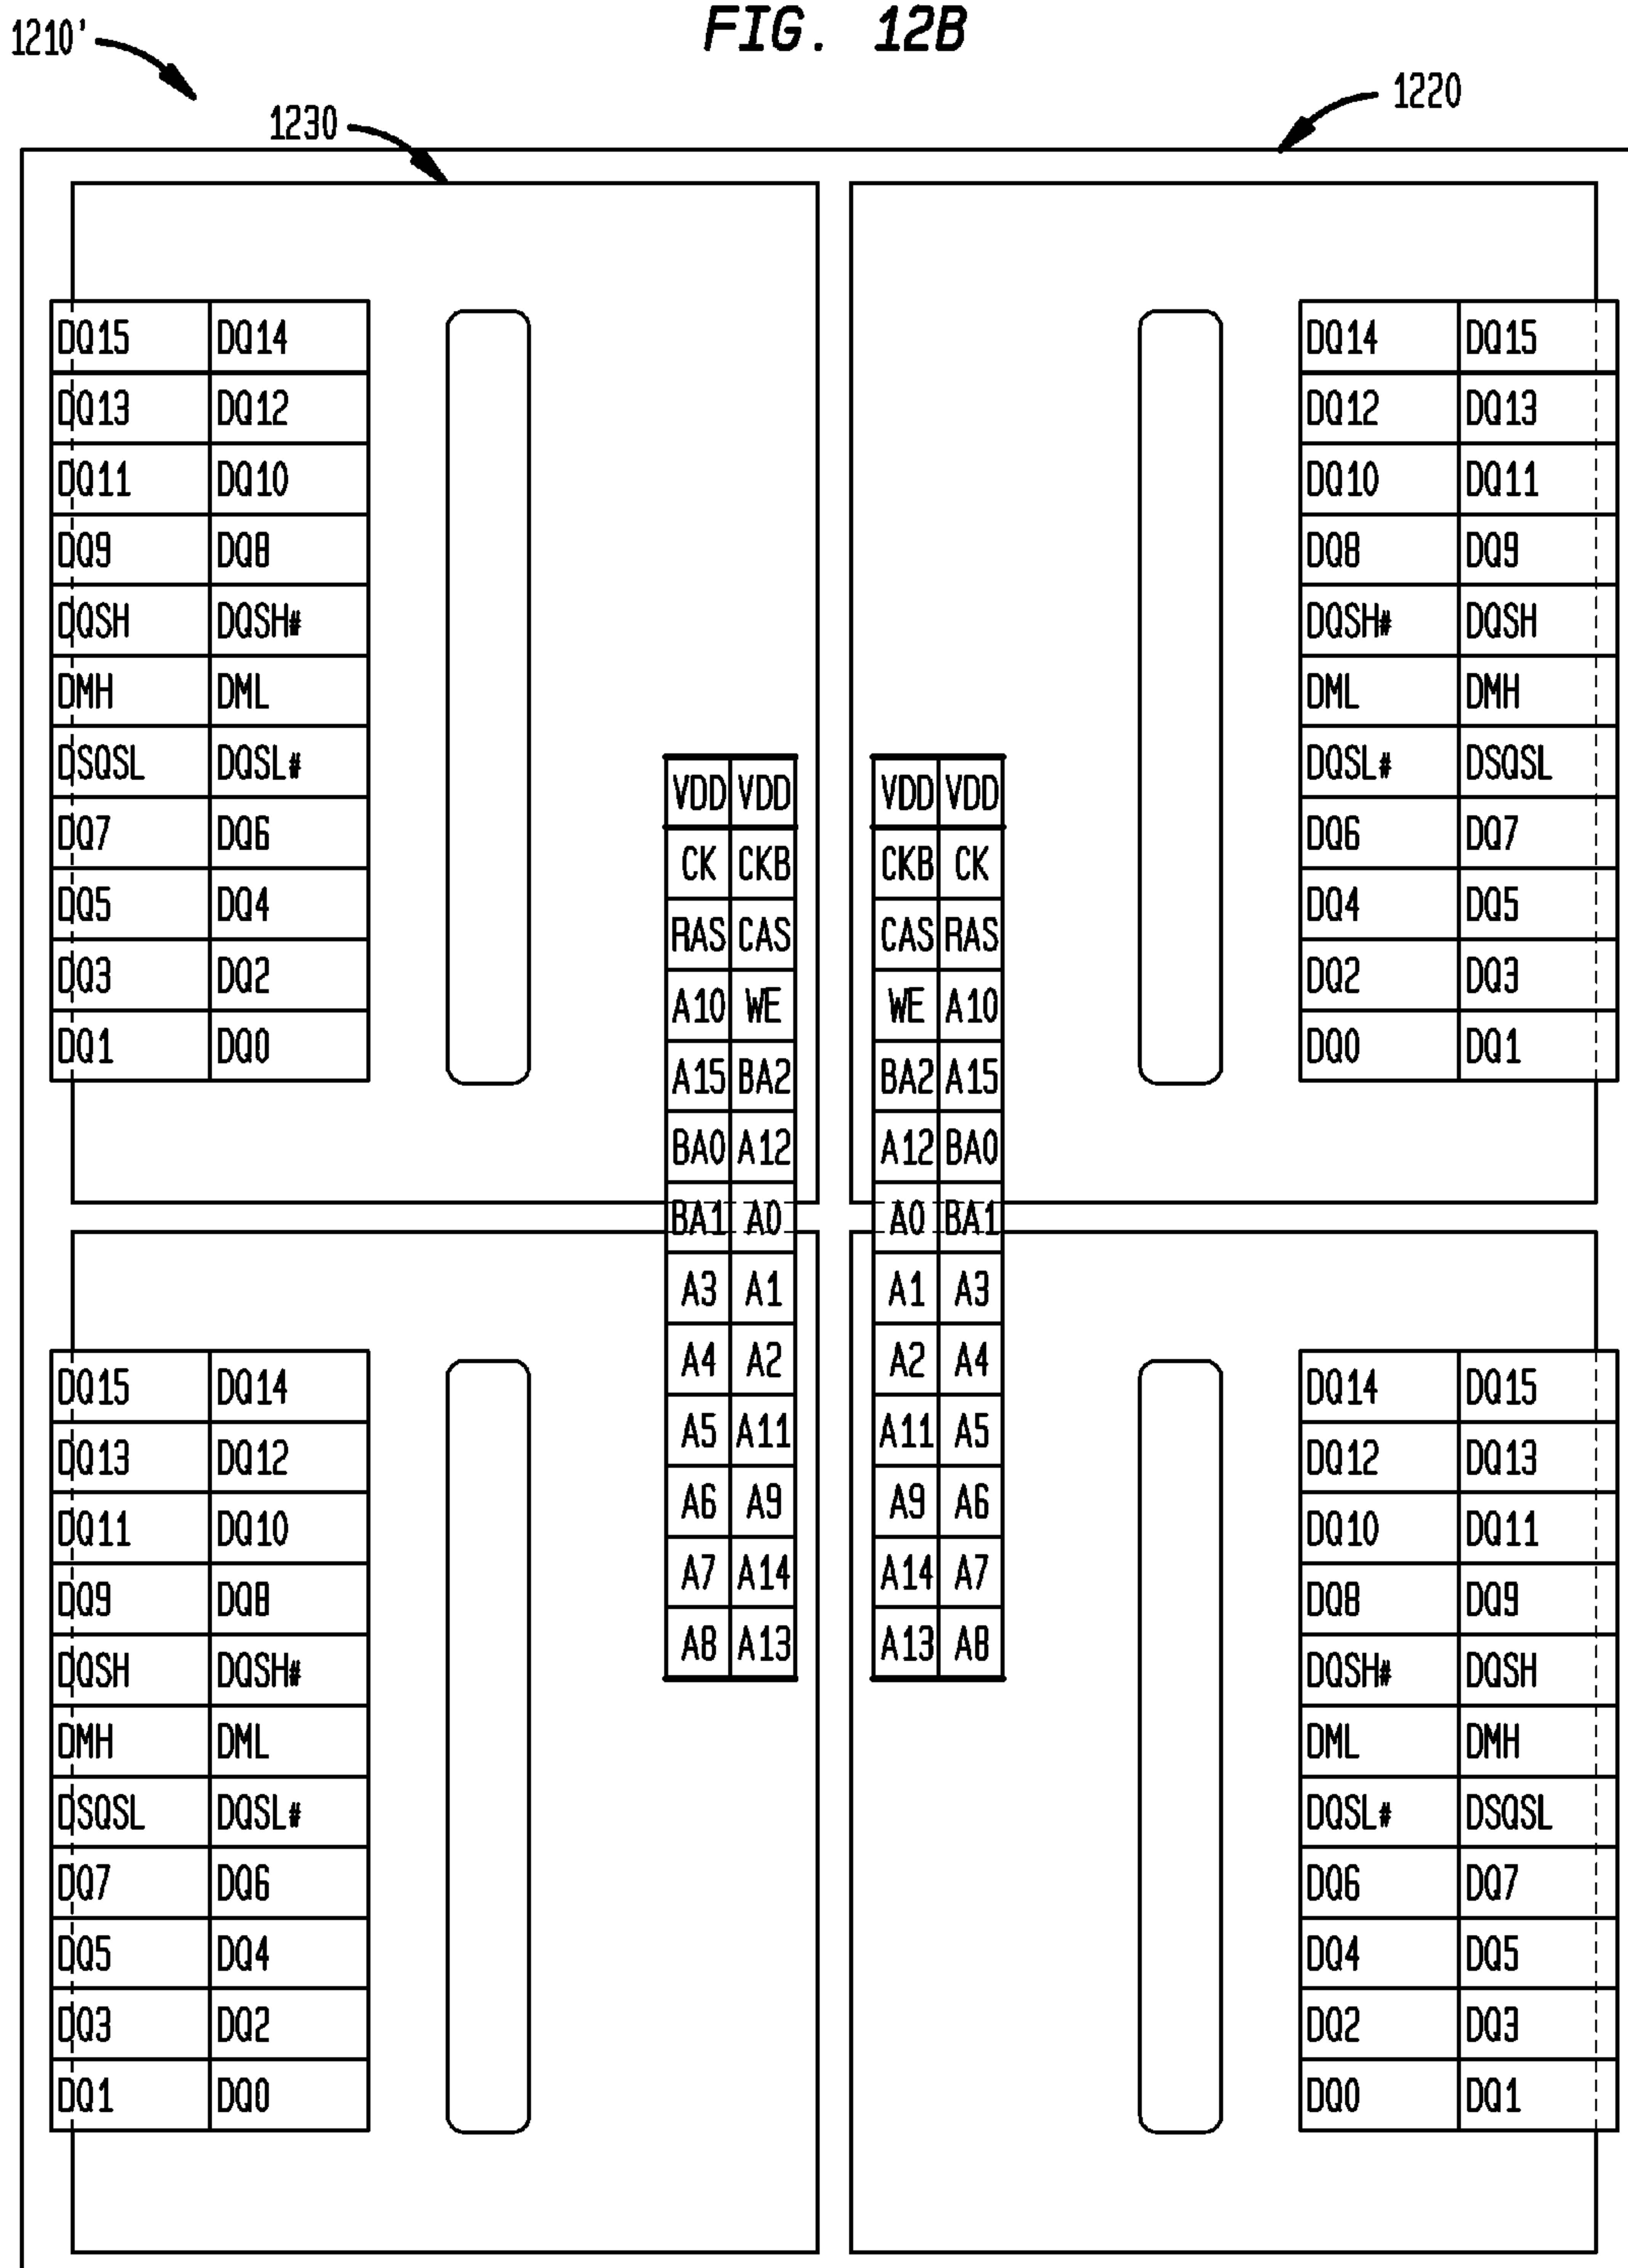 FIG. 12B
1210'
1230
1220
DQ15 DQ14
DQ13 DQ12
DQ11 DQ10
DQ9 DQ8
DQSH DQSH#
DMH DML
DSQSL DQSL#
DQ7 DQ6
DQ5 DQ4
DQ3 DQ2
DQ1 DQ0
DQ14 DQ15
DQ12 DQ13
DQ10 DQ11
DQ8 DQ9
DQSH# DQSH
DML DMH
DQSL# DSQSL
DQ6 DQ7
DQ4 DQ5
DQ2 DQ3
DQ0 DQ1
VDD VDD
CK CKB
RAS CAS
A10 WE
A15 BA2
BA0 A12
BA1 A0
A3 A1
A4 A2
A5 A11
A6 A9
A7 A14
A8 A13
VDD VDD
CKB CK
CAS RAS
WE A10
BA2 A15
A12 BA0
A0 BA1
A1 A3
A2 A4
A11 A5
A9 A6
A14 A7
A13 A8
DQ15 DQ14
DQ13 DQ12
DQ11 DQ10
DQ9 DQ8
DQSH DQSH#
DMH DML
DSQSL DQSL#
DQ7 DQ6
DQ5 DQ4
DQ3 DQ2
DQ1 DQ0
DQ14 DQ15
DQ12 DQ13
DQ10 DQ11
DQ8 DQ9
DQSH# DQSH
DML DMH
DQSL# DSQSL
DQ6 DQ7
DQ4 DQ5
DQ2 DQ3
DQ0 DQ1